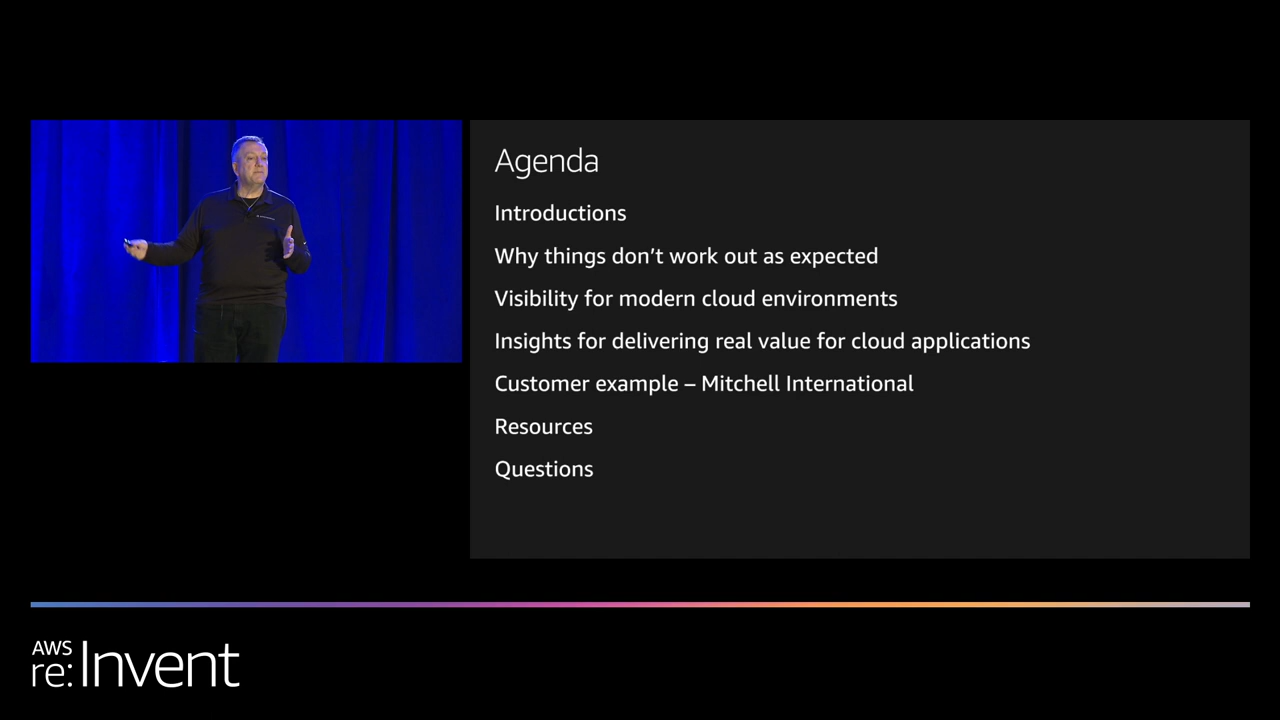 Agenda
Introductions
Why things don’t work out as expected
Visibility for modern cloud environments
Insights for delivering real value for cloud applications
Customer example – Mitchell International
Resources
Questions
AWS
re:Invent